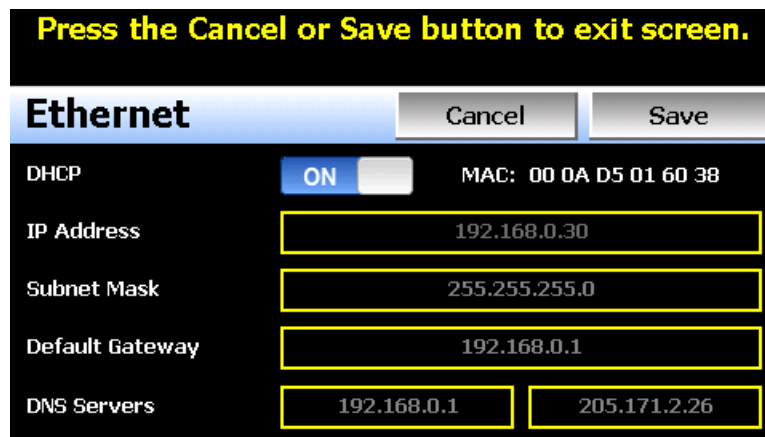 Press the Cancel or Save button to exit screen.
Ethernet Cancel Save
DHCP ON MAC: 00 0A D5 01 60 38
IP Address 192.168.0.30
Subnet Mask 255.255.255.0
Default Gateway 192.168.0.1
DNS Servers 192.168.0.1 205.171.2.26